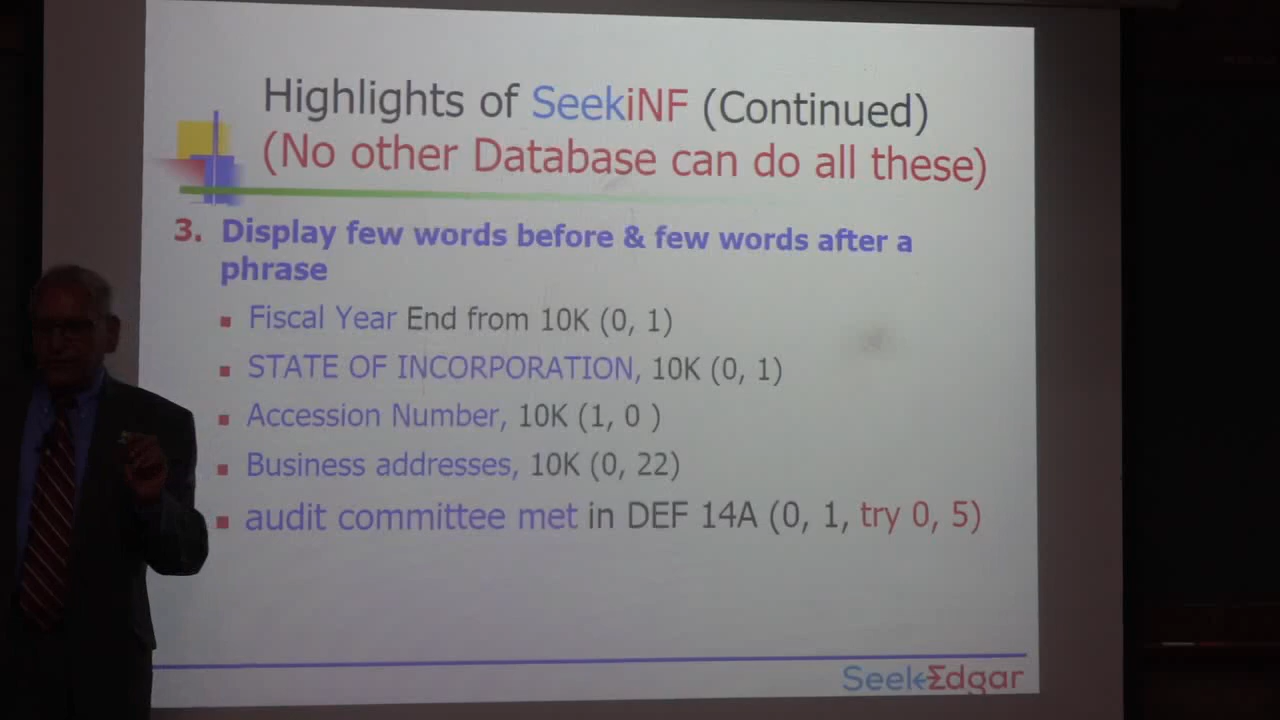 Highlights of SeekiNF (Continued)
(No other Database can do all these)
3. Display few words before & few words after a
phrase
Fiscal Year End from 10K (0, 1)
STATE OF INCORPORATION, 10K (0, 1)
Accession Number, 10K (1, 0 )
Business addresses, 10K (0, 22)
audit committee met in DEF 14A (0, 1, try 0, 5)
SeekEdgar